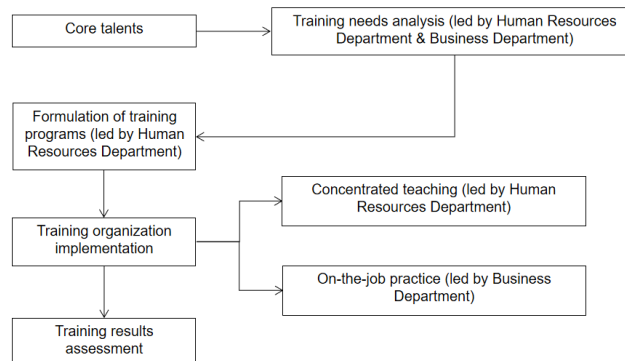 Core talents
Training needs analysis (led by Human Resources
Department & Business Department)
Formulation of training
programs (led by Human
Resources Department)
Concentrated teaching (led by Human
Resources Department)
Training organization
implementation
On-the-job practice (led by Business
Department)
Training results
assessment